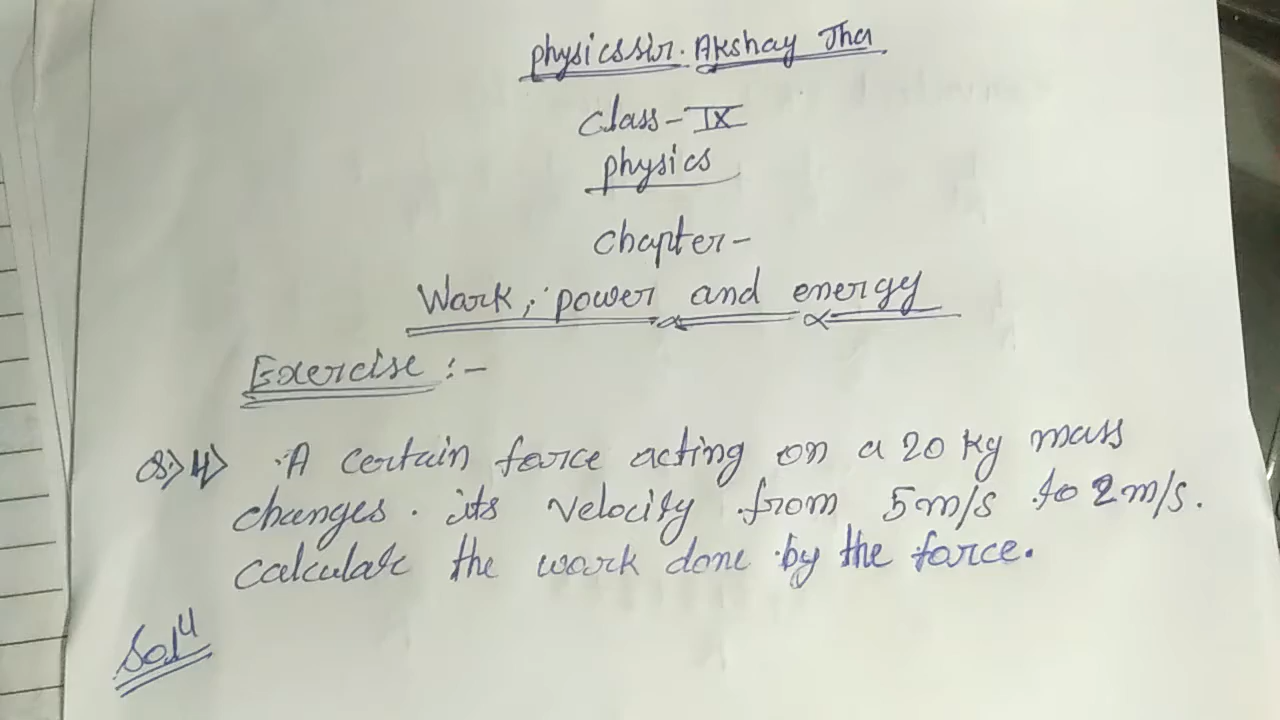 physicssir. Akshay Jha
Class-IX
physics
Chapter-
Work, power and energy
Exercise :-
Q.>4> A certain force acting on a 20 kg mass
changes its velocity from 5m/s to 2m/s.
calculate the work done by the force.
Solⁿ